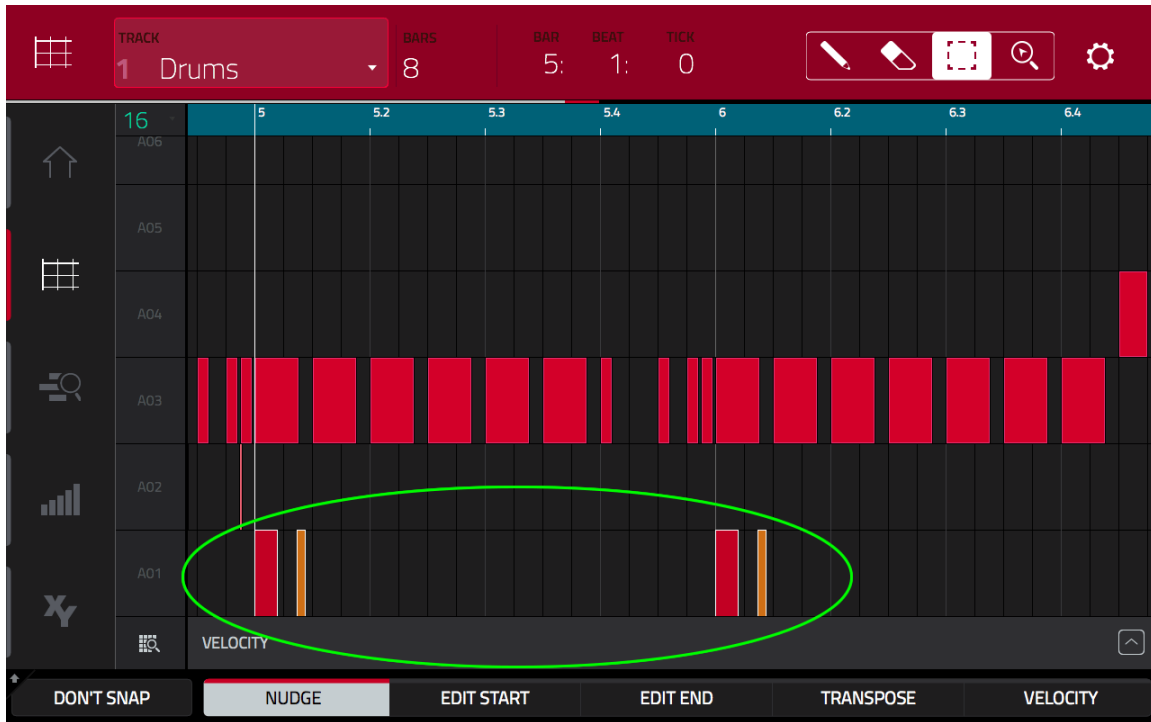 TRACK BARS BAR BEAT TICK
1 Drums 8 5: 1: 0
16 5 5.2 5.3 5.4 6 6.2 6.3 6.4
A06
A05
A04
A03
A02
A01
XY
VELOCITY
DON'T SNAP NUDGE EDIT START EDIT END TRANSPOSE VELOCITY